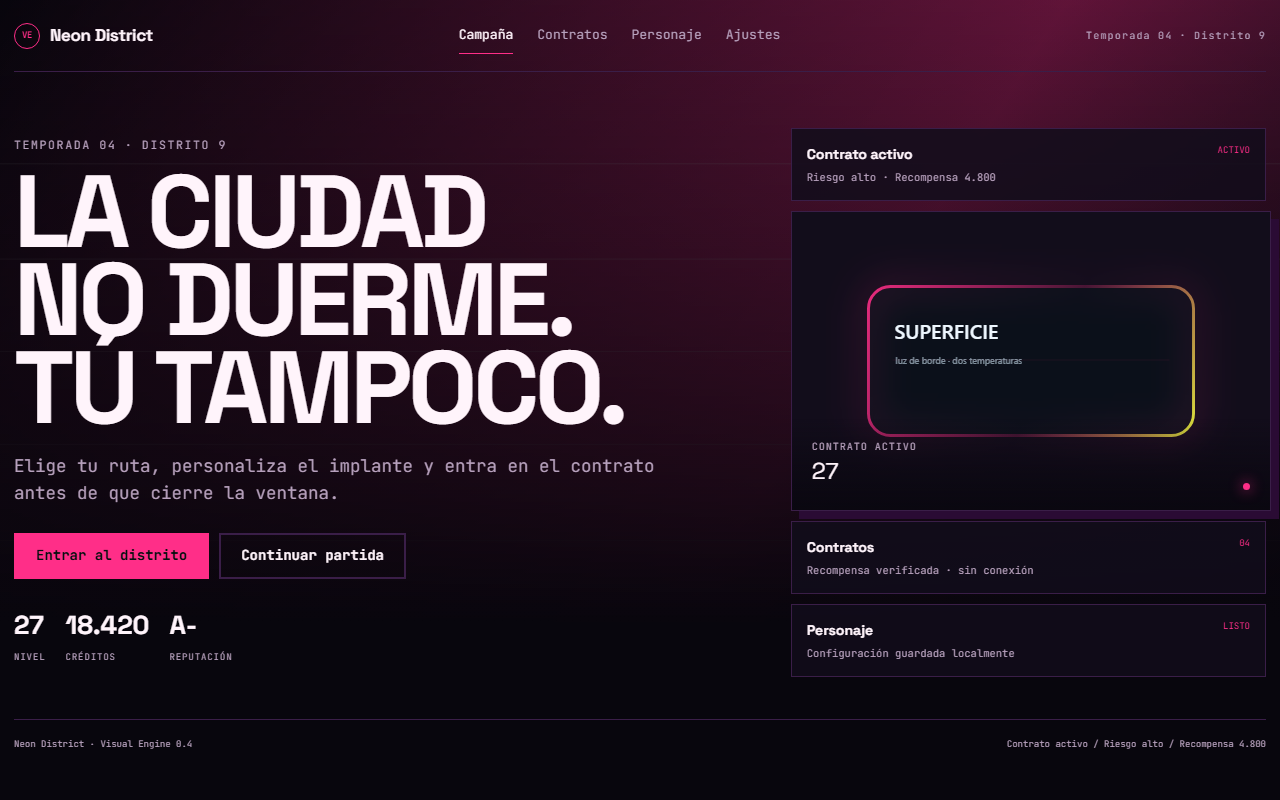 VE
Neon District
Campaña
Contratos
Personaje
Ajustes
Temporada 04 · Distrito 9
TEMPORADA 04 · DISTRITO 9
LA CIUDAD
NO DUERME.
TÚ TAMPOCO.
Elige tu ruta, personaliza el implante y entra en el contrato
antes de que cierre la ventana.
Entrar al distrito
Continuar partida
27
18.420
A-
NIVEL
CRÉDITOS
REPUTACIÓN
Contrato activo
ACTIVO
Riesgo alto · Recompensa 4.800
SUPERFICIE
luz de borde · dos temperaturas
CONTRATO ACTIVO
27
Contratos
04
Recompensa verificada · sin conexión
Personaje
LISTO
Configuración guardada localmente
Neon District · Visual Engine 0.4
Contrato activo / Riesgo alto / Recompensa 4.800